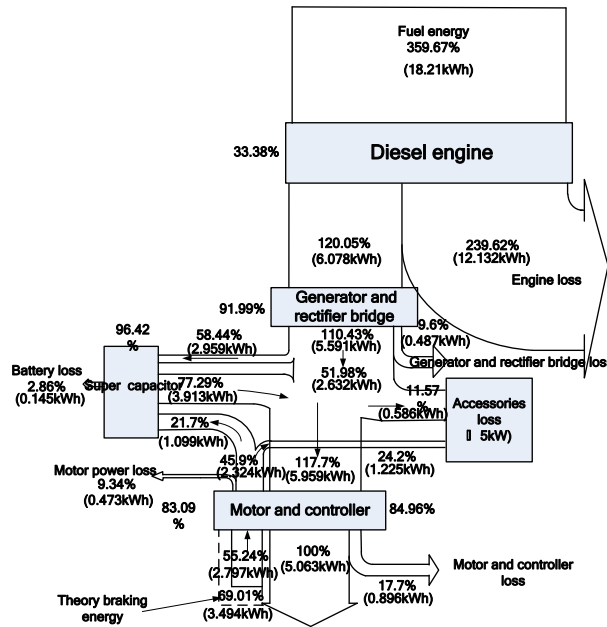 Fuel energy
359.67%
(18.21kWh)
33.38%
Diesel engine
120.05%
(6.078kWh)
239.62%
(12.132kWh)
Engine loss
91.99%
Generator and
rectifier bridge
96.42
%
58.44%
(2.959kWh)
110.43%
(5.591kWh)
9.6%
(0.487kWh)
Generator and rectifier bridge loss
Battery loss
2.86%
(0.145kWh)
Super capacitor
77.29%
(3.913kWh)
51.98%
(2.632kWh)
11.57
%
(0.586kWh)
Accessories
loss
5kW)
21.7%
(1.099kWh)
45.9%
(2.324kWh)
117.7%
(5.959kWh)
24.2%
(1.225kWh)
Motor power loss
9.34%
(0.473kWh)
83.09
%
Motor and controller
84.96%
55.24%
(2.797kWh)
100%
(5.063kWh)
17.7%
(0.896kWh)
Motor and controller
loss
69.01%
(3.494kWh)
Theory braking
energy